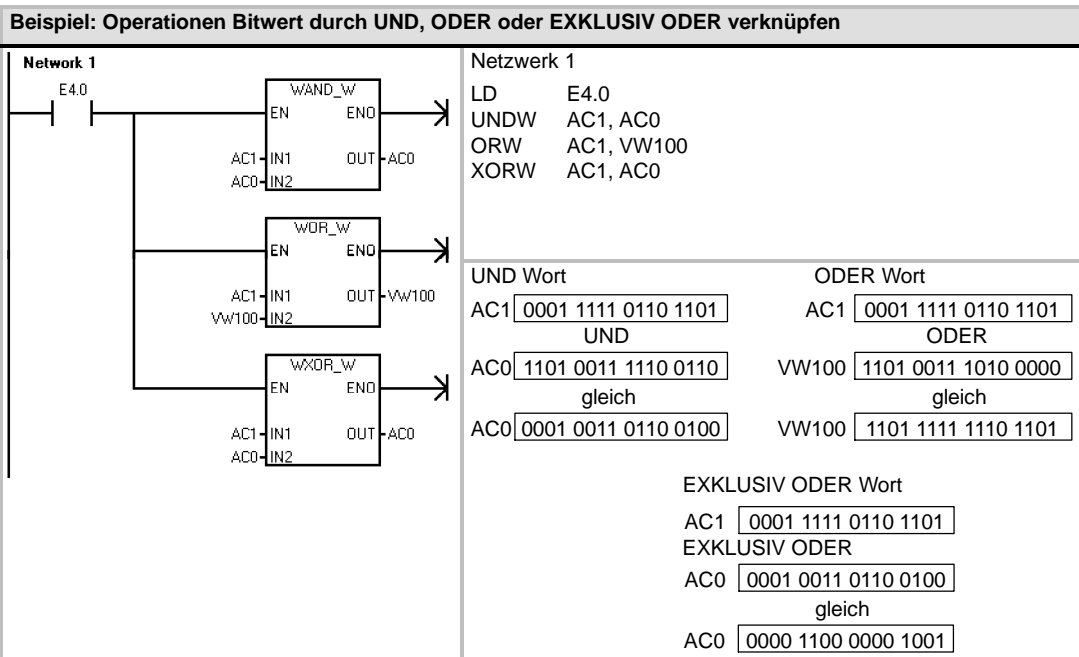 Beispiel: Operationen Bitwert durch UND, ODER oder EXKLUSIV ODER verknüpfen
Network 1
E4.0
WAND_W
EN ENO
AC1 IN1 OUT AC0
AC0 IN2
WOR_W
EN ENO
AC1 IN1 OUT VW100
VW100 IN2
WXOR_W
EN ENO
AC1 IN1 OUT AC0
AC0 IN2
Netzwerk 1
LD E4.0
UNDW AC1, AC0
ORW AC1, VW100
XORW AC1, AC0
UND Wort
AC1 0001 1111 0110 1101
UND
AC0 1101 0011 1110 0110
gleich
AC0 0001 0011 0110 0100
ODER Wort
AC1 0001 1111 0110 1101
ODER
VW100 1101 0011 1010 0000
gleich
VW100 1101 1111 1110 1101
EXKLUSIV ODER Wort
AC1 0001 1111 0110 1101
EXKLUSIV ODER
AC0 0001 0011 0110 0100
gleich
AC0 0000 1100 0000 1001